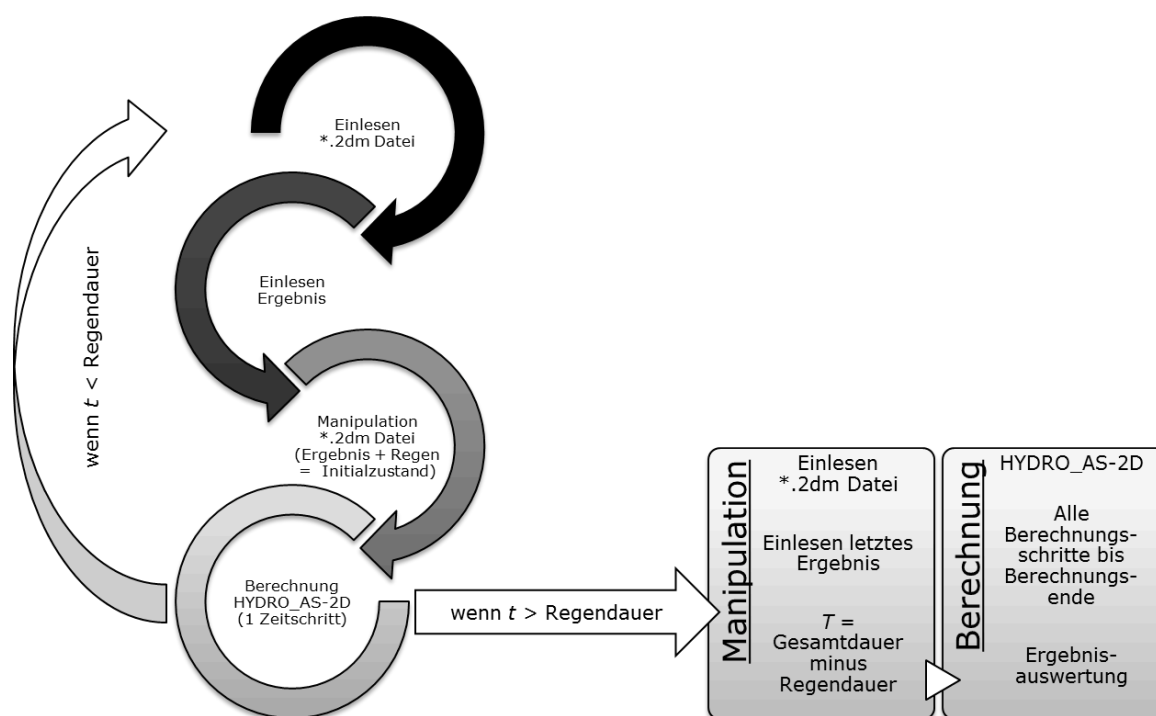 Einlesen
*.2dm Datei
Einlesen
Ergebnis
wenn t < Regendauer
Manipulation
*.2dm Datei
(Ergebnis + Regen
= Initialzustand)
Berechnung
HYDRO_AS-2D
(1 Zeitschritt)
wenn t > Regendauer
Manipulation
Einlesen
*.2dm Datei
Einlesen letztes
Ergebnis
T =
Gesamtdauer
minus
Regendauer
Berechnung
HYDRO_AS-2D
Alle
Berechnungs-
schritte bis
Berechnungs-
ende
Ergebnis-
auswertung